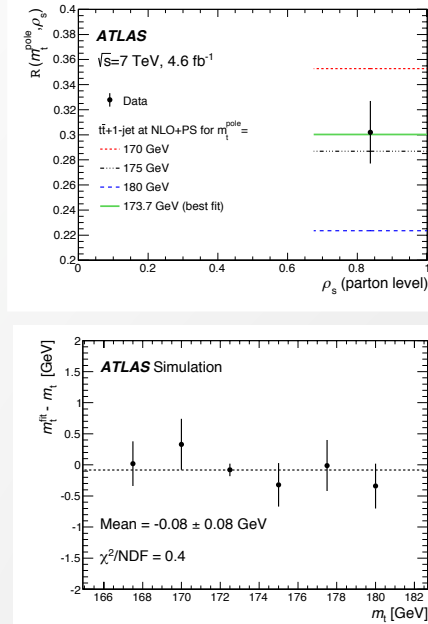 R (m_t^pole, ρ_s)
0.4
0.38
0.36
0.34
0.32
0.3
0.28
0.26
0.24
0.22
0.2
ATLAS
√s=7 TeV, 4.6 fb⁻¹
Data
tt̄+1-jet at NLO+PS for m_t^pole=
170 GeV
175 GeV
180 GeV
173.7 GeV (best fit)
0 0.2 0.4 0.6 0.8 1
ρ_s (parton level)
m_t^fit - m_t [GeV]
2
1.5
1
0.5
0
-0.5
-1
-1.5
-2
ATLAS Simulation
Mean = -0.08 ± 0.08 GeV
χ²/NDF = 0.4
166 168 170 172 174 176 178 180 182
m_t [GeV]